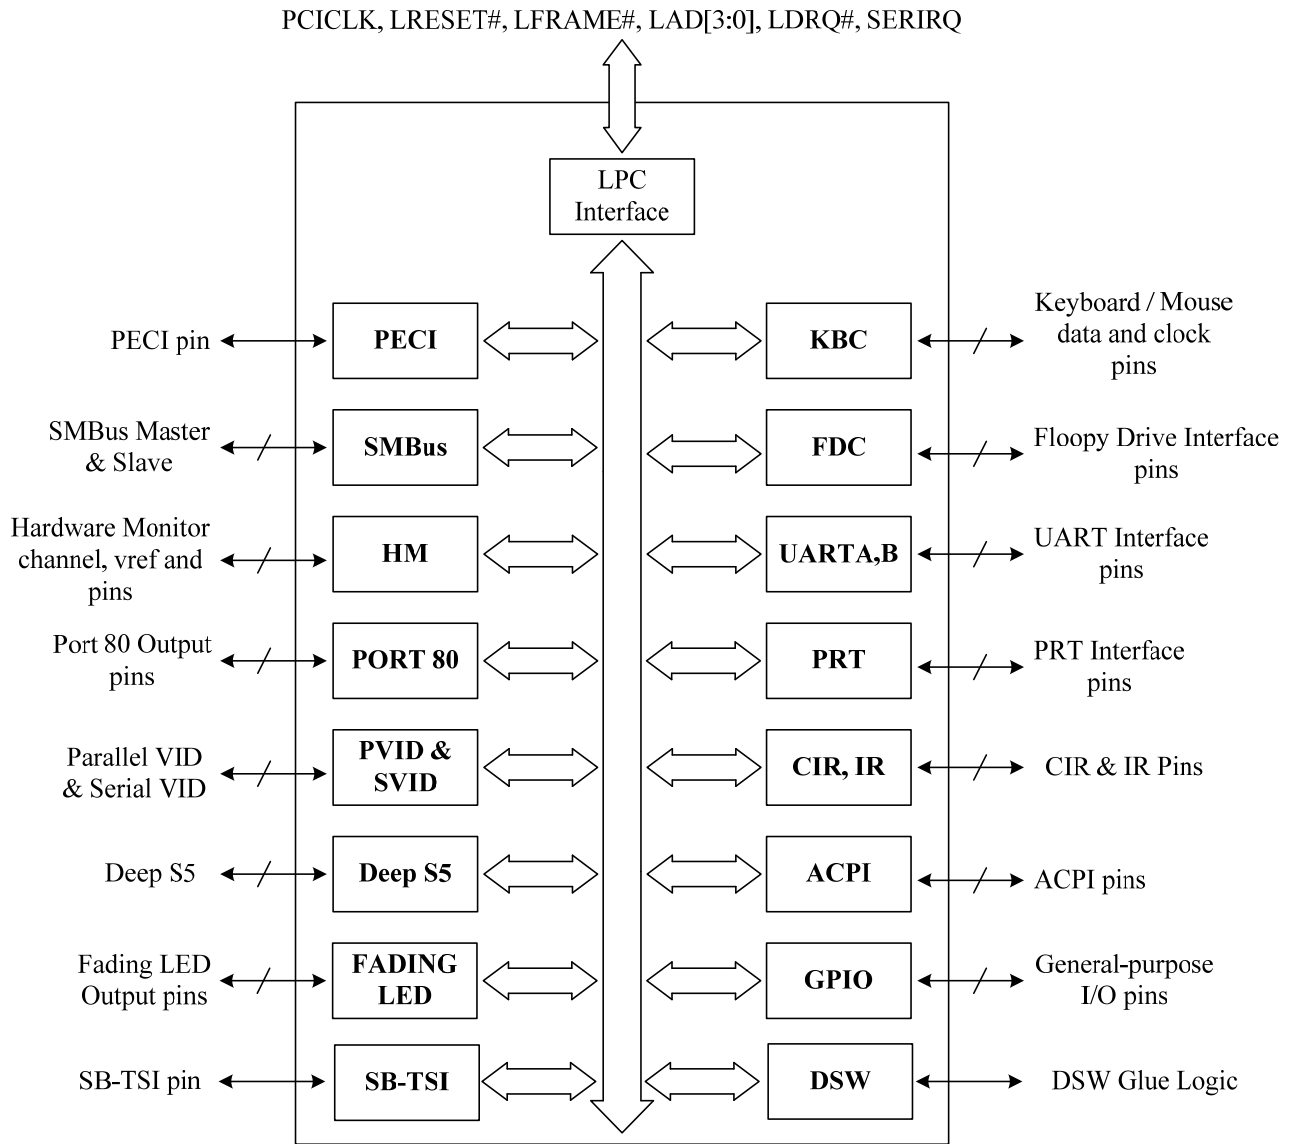 PCICLK, LRESET#, LFRAME#, LAD[3:0], LDRQ#, SERIRQ
LPC
Interface
PECI pin
PECI
KBC
Keyboard / Mouse
data and clock
pins
SMBus Master
& Slave
SMBus
FDC
Floopy Drive Interface
pins
Hardware Monitor
channel, vref and
pins
HM
UARTA,B
UART Interface
pins
Port 80 Output
pins
PORT 80
PRT
PRT Interface
pins
Parallel VID
& Serial VID
PVID &
SVID
CIR, IR
CIR & IR Pins
Deep S5
Deep S5
ACPI
ACPI pins
Fading LED
Output pins
FADING
LED
GPIO
General-purpose
I/O pins
SB-TSI pin
SB-TSI
DSW
DSW Glue Logic